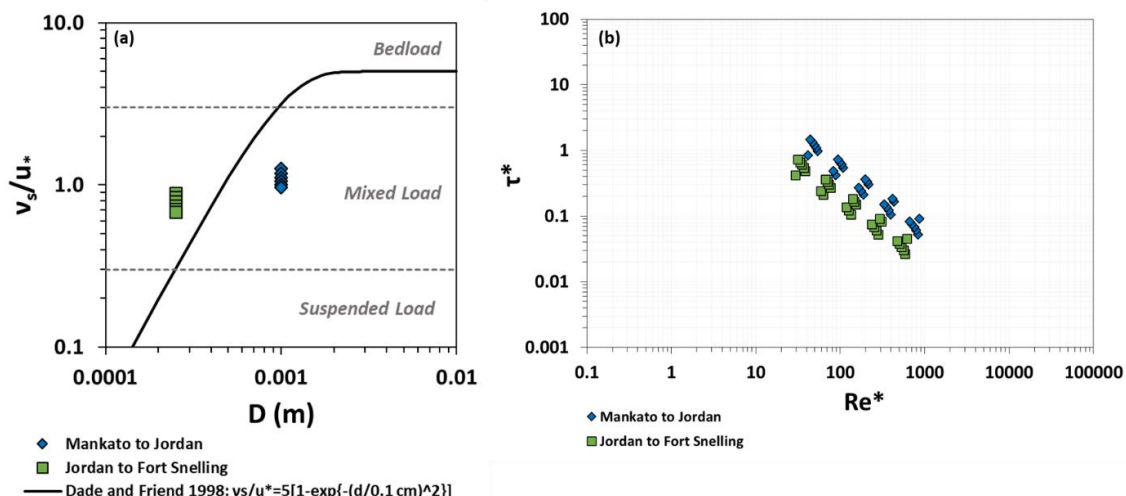 (a)
10.0
1.0
0.1
vs/u*
Bedload
Mixed Load
Suspended Load
0.0001 0.001 0.01
D (m)
Mankato to Jordan
Jordan to Fort Snelling
Dade and Friend 1998: vs/u*=5[1-exp{-(d/0.1 cm)^2}]
(b)
100
10
1
0.1
0.01
0.001
τ*
0.1 1 10 100 1000 10000 100000
Re*
Mankato to Jordan
Jordan to Fort Snelling